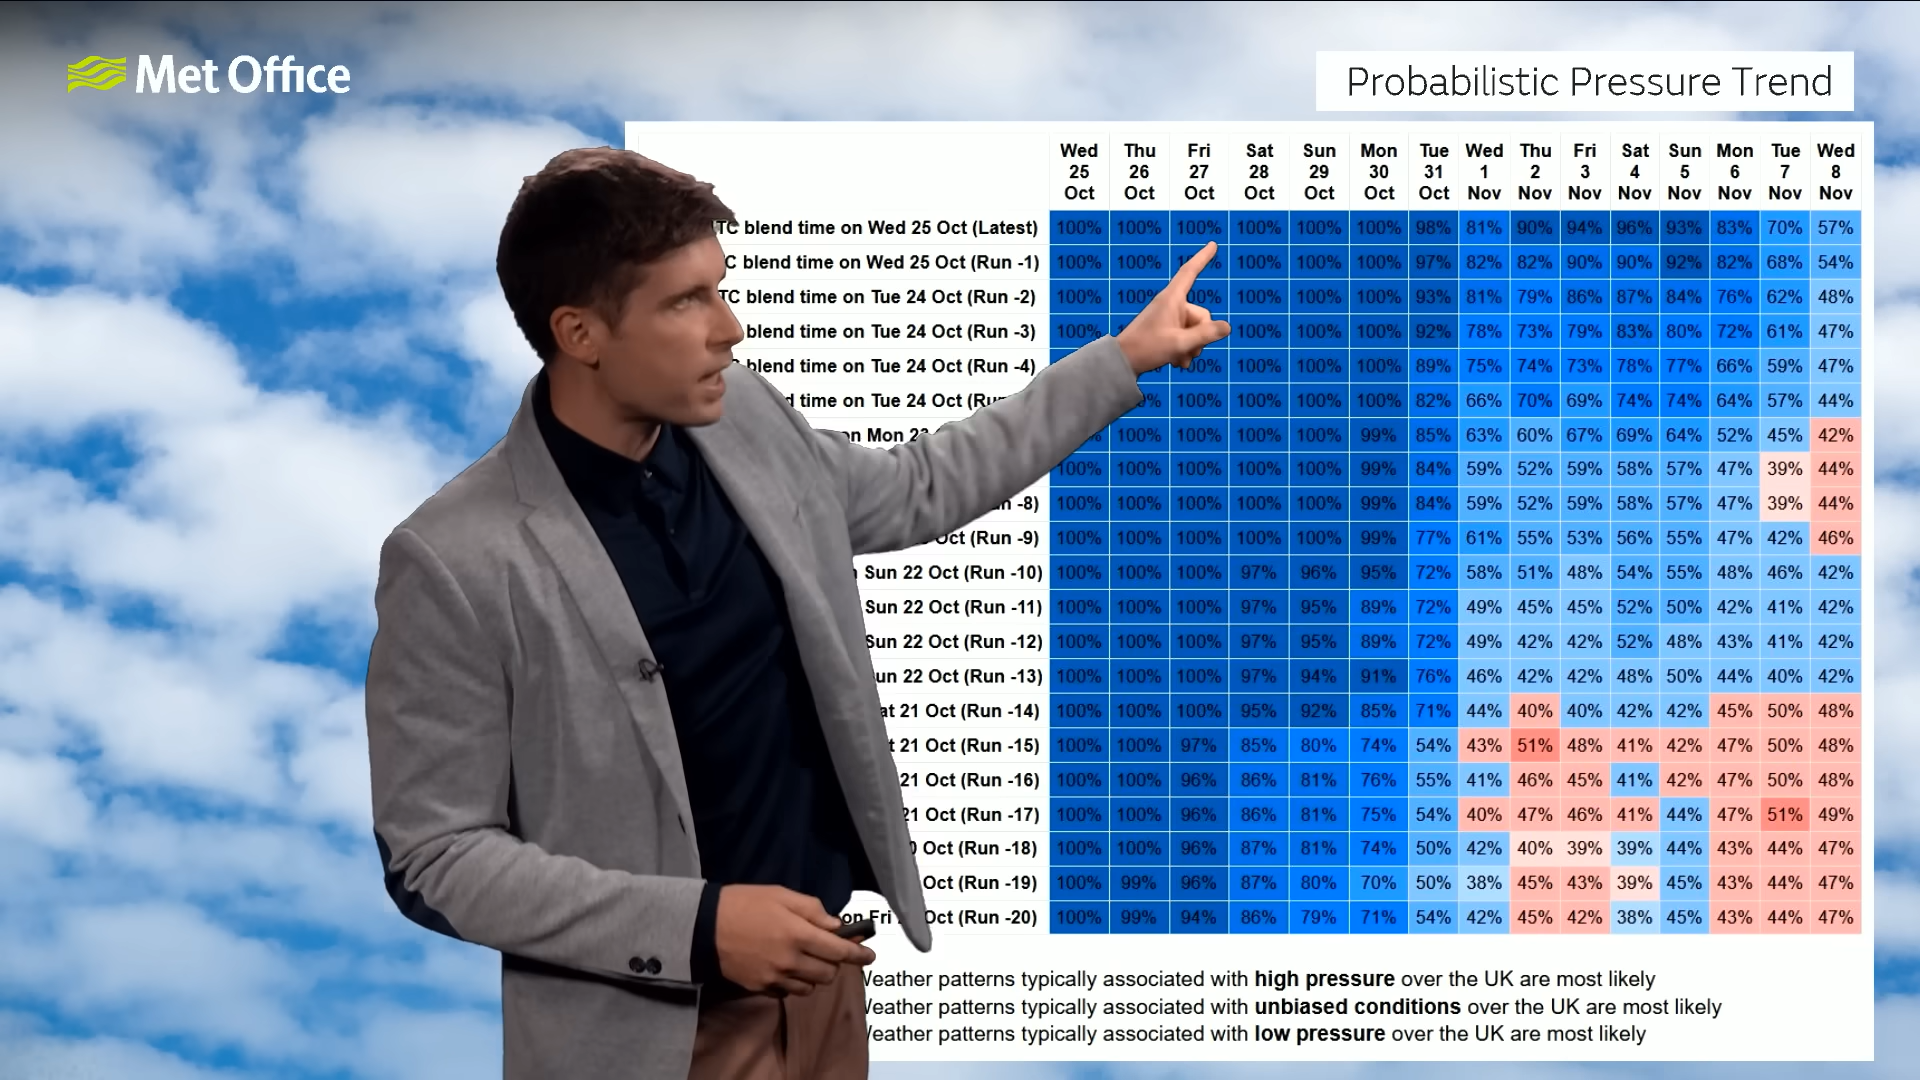 Met Office
Probabilistic Pressure Trend
Wed Thu Fri Sat Sun Mon Tue Wed Thu Fri Sat Sun Mon Tue Wed
25 26 27 28 29 30 31 1 2 3 4 5 6 7 8
Oct Oct Oct Oct Oct Oct Oct Nov Nov Nov Nov Nov Nov Nov Nov
TC blend time on Wed 25 Oct (Latest) 100% 100% 100% 100% 100% 100% 98% 81% 90% 94% 96% 93% 83% 70% 57%
C blend time on Wed 25 Oct (Run -1) 100% 100% 100% 100% 100% 97% 82% 82% 90% 90% 92% 82% 68% 54%
TC blend time on Tue 24 Oct (Run -2) 100% 100% 100% 100% 100% 93% 81% 79% 86% 87% 84% 76% 62% 48%
blend time on Tue 24 Oct (Run -3) 100% 100% 100% 100% 92% 78% 73% 79% 83% 80% 72% 61% 47%
blend time on Tue 24 Oct (Run -4) 100% 100% 100% 100% 89% 75% 74% 73% 78% 77% 66% 59% 47%
time on Tue 24 Oct 100% 100% 100% 100% 82% 66% 70% 69% 74% 74% 64% 57% 44%
on Mon 100% 100% 100% 100% 99% 85% 63% 60% 67% 69% 64% 52% 45% 42%
100% 100% 100% 100% 99% 84% 59% 52% 59% 58% 57% 47% 39% 44%
-8) 100% 100% 100% 100% 100% 99% 84% 59% 52% 59% 58% 57% 47% 39% 44%
Oct (Run -9) 100% 100% 100% 100% 100% 99% 77% 61% 55% 53% 56% 55% 47% 42% 46%
Sun 22 Oct (Run -10) 100% 100% 100% 97% 96% 95% 72% 58% 51% 48% 54% 55% 48% 46% 42%
Sun 22 Oct (Run -11) 100% 100% 100% 97% 95% 89% 72% 49% 45% 45% 52% 50% 42% 41% 42%
Sun 22 Oct (Run -12) 100% 100% 100% 97% 95% 89% 72% 49% 42% 42% 52% 48% 43% 41% 42%
un 22 Oct (Run -13) 100% 100% 100% 97% 94% 91% 76% 46% 42% 42% 48% 50% 44% 40% 42%
at 21 Oct (Run -14) 100% 100% 100% 95% 92% 85% 71% 44% 40% 40% 42% 42% 45% 50% 48%
t 21 Oct (Run -15) 100% 100% 97% 85% 80% 74% 54% 43% 51% 48% 41% 42% 47% 50% 48%
21 Oct (Run -16) 100% 100% 96% 86% 81% 76% 55% 41% 46% 45% 41% 42% 47% 50% 48%
21 Oct (Run -17) 100% 100% 96% 86% 81% 75% 54% 40% 47% 46% 41% 44% 47% 51% 49%
0 Oct (Run -18) 100% 100% 96% 87% 81% 74% 50% 42% 40% 39% 39% 44% 43% 44% 47%
Oct (Run -19) 100% 99% 96% 87% 80% 70% 50% 38% 45% 43% 39% 45% 43% 44% 47%
on Fri Oct (Run -20) 100% 99% 94% 86% 79% 71% 54% 42% 45% 42% 38% 45% 43% 44% 47%
Weather patterns typically associated with high pressure over the UK are most likely
Weather patterns typically associated with unbiased conditions over the UK are most likely
Weather patterns typically associated with low pressure over the UK are most likely